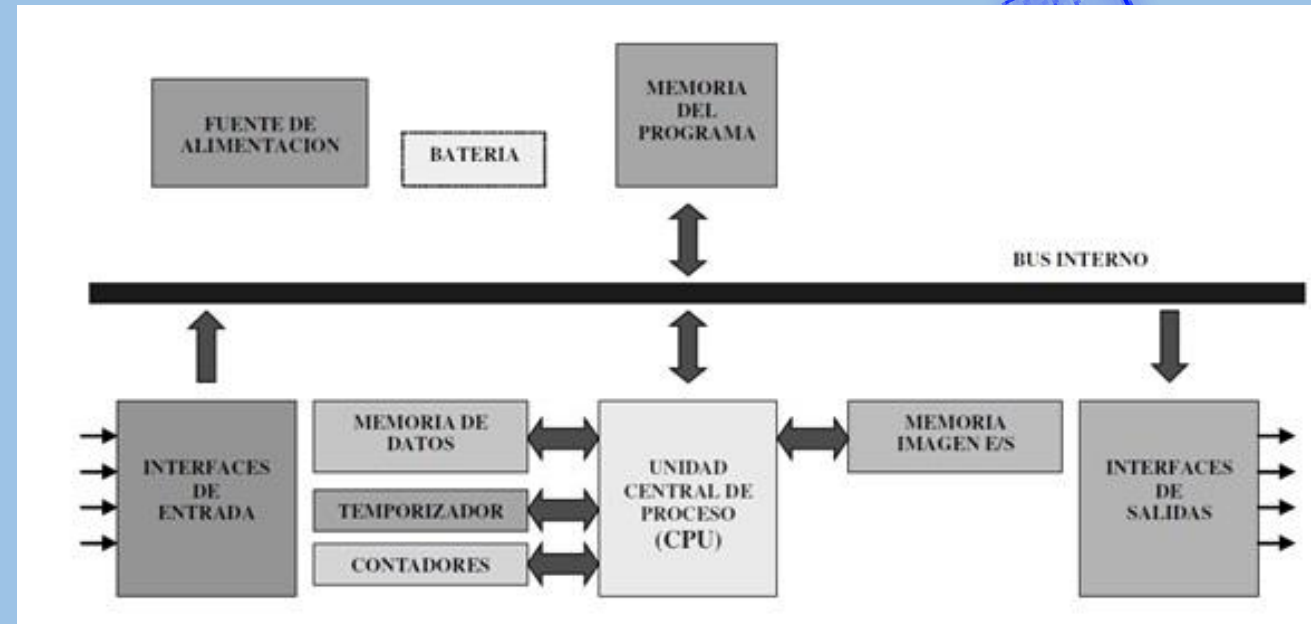 FUENTE DE
ALIMENTACION
BATERIA
MEMORIA
DEL
PROGRAMA
BUS INTERNO
INTERFACES
DE
ENTRADA
MEMORIA DE
DATOS
TEMPORIZADOR
CONTADORES
UNIDAD
CENTRAL DE
PROCESO
(CPU)
MEMORIA
IMAGEN E/S
INTERFACES
DE
SALIDAS